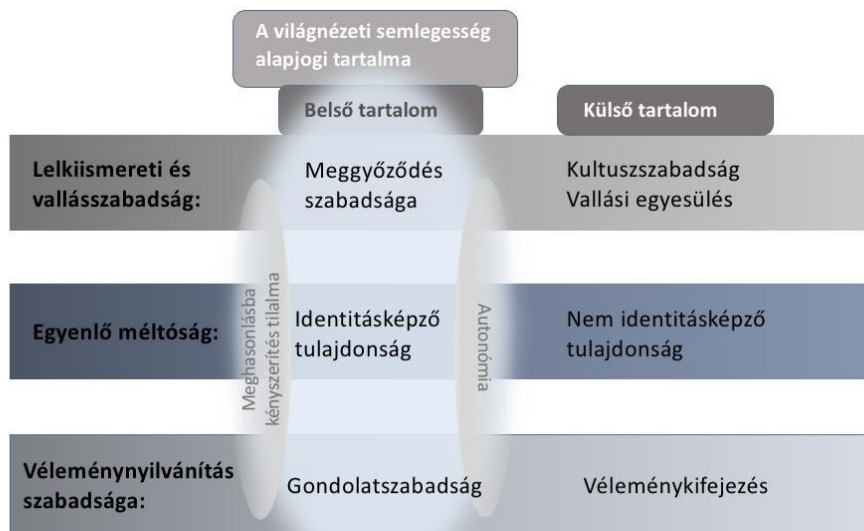 A világnézeti semlegesség
alapjogi tartalma
Belső tartalom
Külső tartalom
Lelkiismereti és
vallásszabadság:
Meggyőződés
szabadsága
Kultuszszabadság
Vallási egyesülés
Meghasonlásba
kényszerítés tilalma
Autonómia
Egyenlő méltóság:
Identitásképző
tulajdonság
Nem identitásképző
tulajdonság
Véleménynyilvánítás
szabadsága:
Gondolatszabadság
Véleménykifejezés